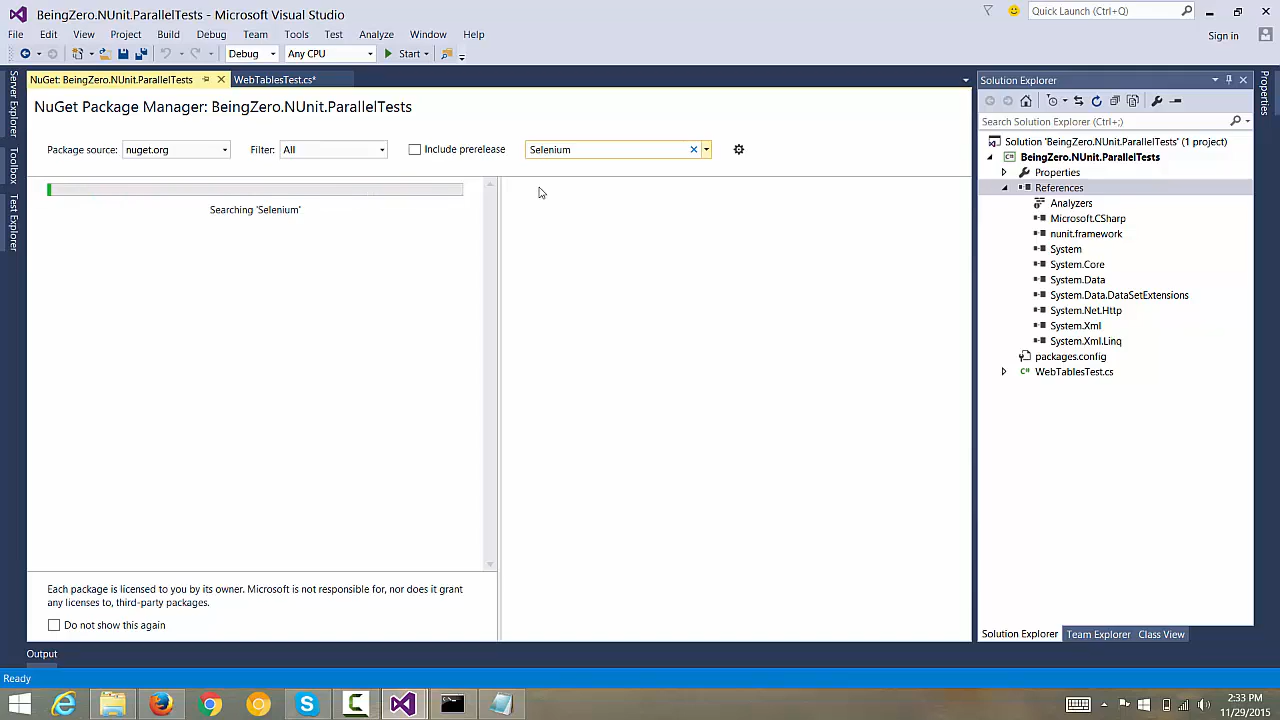 BeingZero.NUnit.ParallelTests - Microsoft Visual Studio
Quick Launch (Ctrl+Q)
File Edit View Project Build Debug Team Tools Test Analyze Window Help
Sign in
Debug Any CPU Start
NuGet: BeingZero.NUnit.ParallelTests WebTablesTest.cs*
NuGet Package Manager: BeingZero.NUnit.ParallelTests
Package source: nuget.org Filter: All Include prerelease Selenium
Searching 'Selenium'
Each package is licensed to you by its owner. Microsoft is not responsible for, nor does it grant
any licenses to, third-party packages.
Do not show this again
Server Explorer
Toolbox
Test Explorer
Solution Explorer
Search Solution Explorer (Ctrl+;)
Solution 'BeingZero.NUnit.ParallelTests' (1 project)
BeingZero.NUnit.ParallelTests
Properties
References
Analyzers
Microsoft.CSharp
nunit.framework
System
System.Core
System.Data
System.Data.DataSetExtensions
System.Net.Http
System.Xml
System.Xml.Linq
packages.config
WebTablesTest.cs
Solution Explorer Team Explorer Class View
Properties
Output
Ready
2:33 PM
11/29/2015